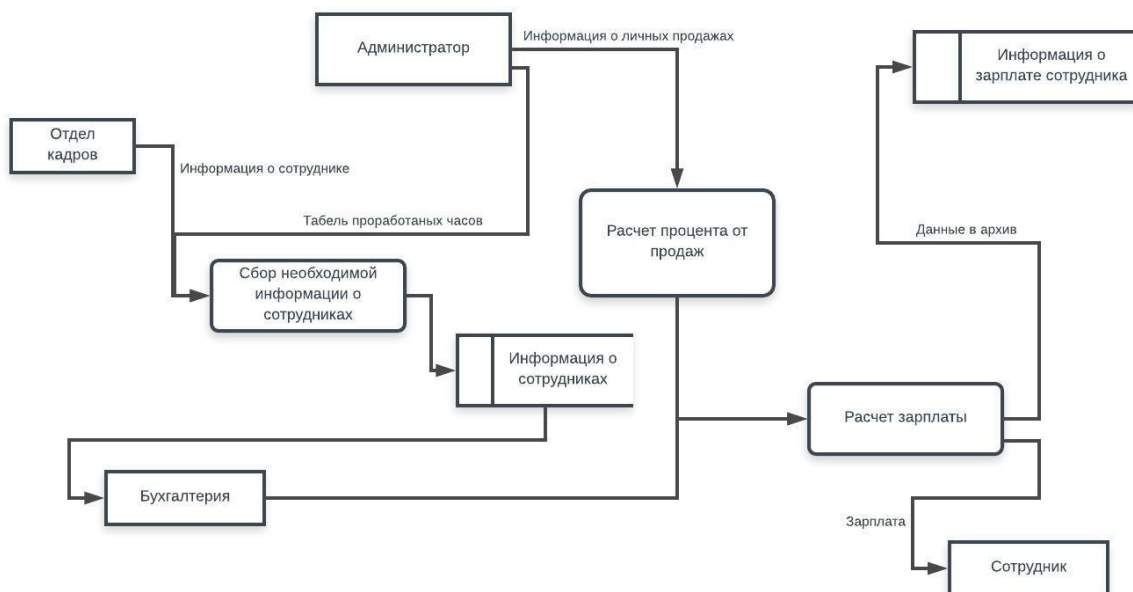 Администратор
Информация о личных продажах
Информация о
зарплате сотрудника
Отдел
кадров
Информация о сотруднике
Табель проработаных часов
Расчет процента от
продаж
Данные в архив
Сбор необходимой
информации о
сотрудниках
Информация о
сотрудниках
Расчет зарплаты
Бухгалтерия
Зарплата
Сотрудник